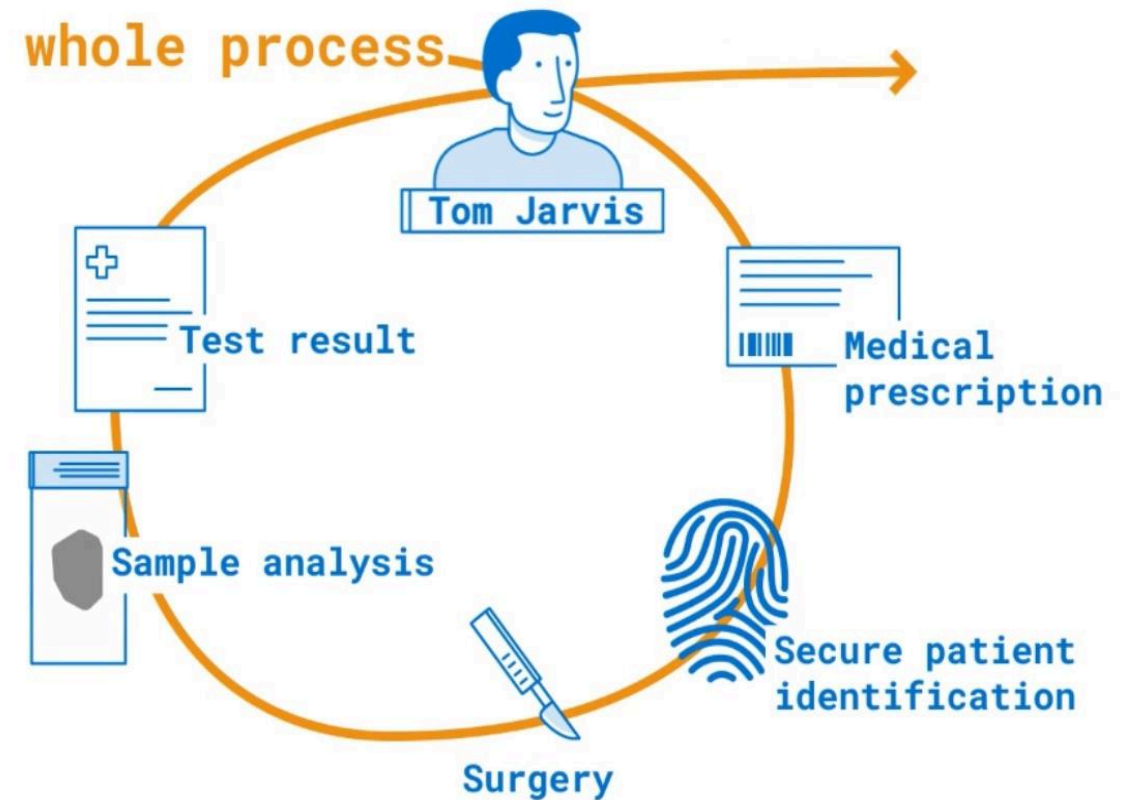 whole process
Tom Jarvis
Test result
Medical
prescription
Sample analysis
Secure patient
identification
Surgery